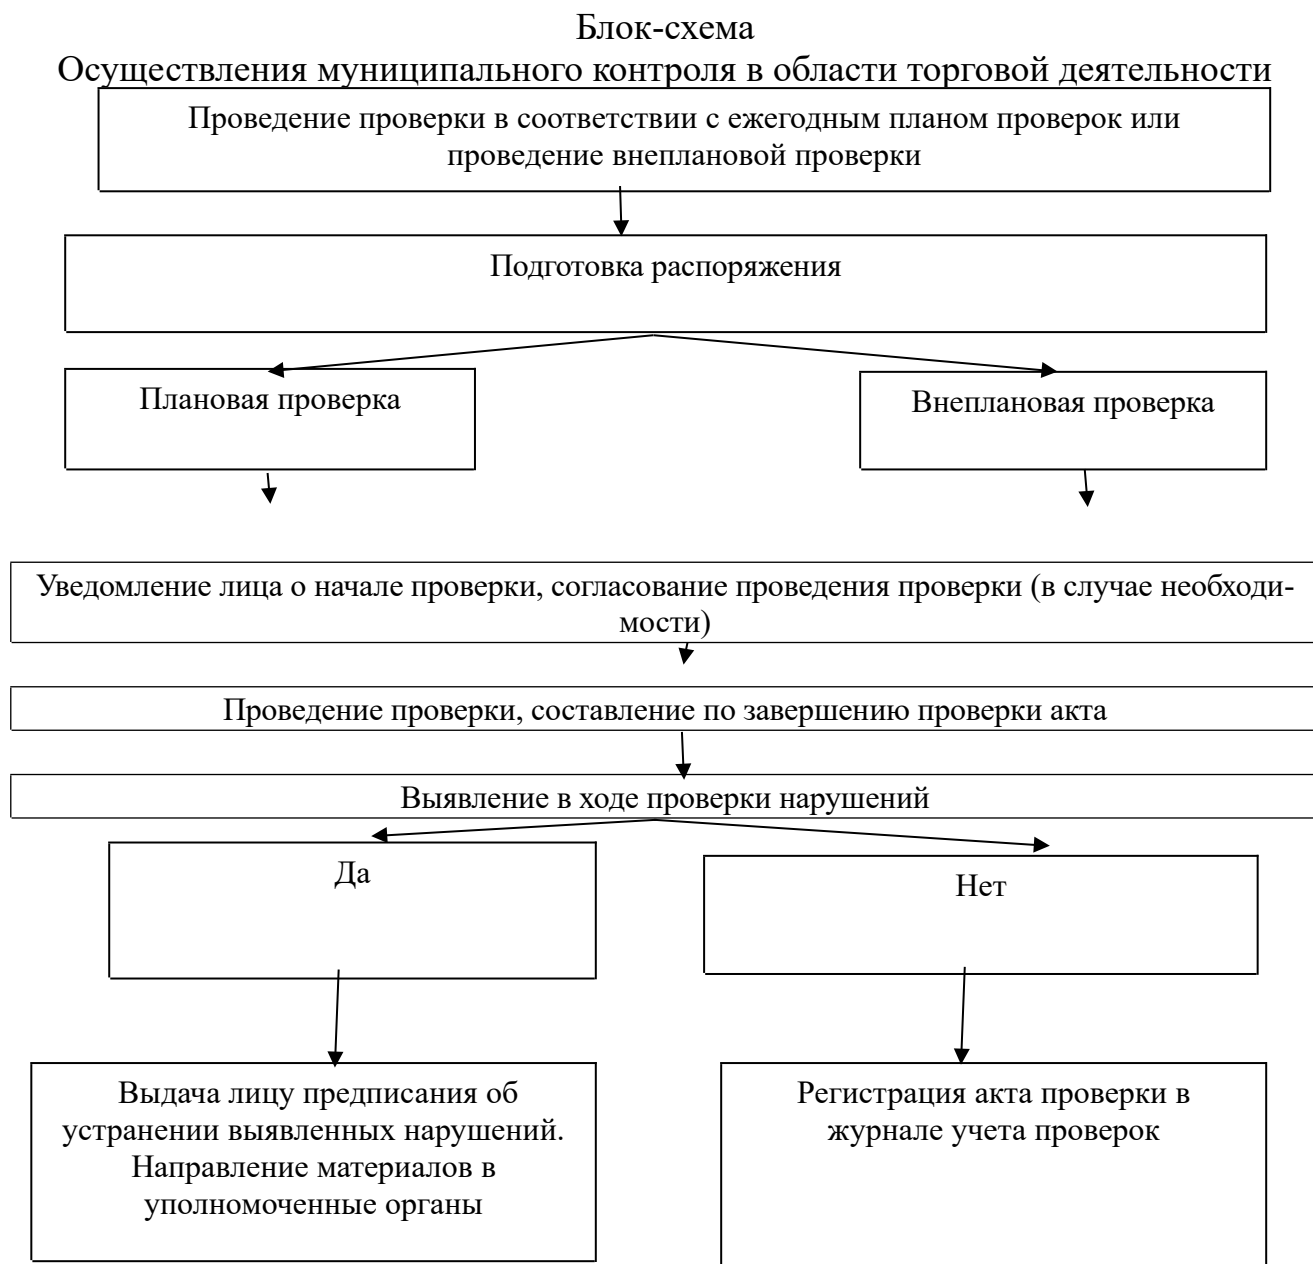 Блок-схема
Осуществления муниципального контроля в области торговой деятельности
Проведение проверки в соответствии с ежегодным планом проверок или
проведение внеплановой проверки
Подготовка распоряжения
Плановая проверка
Внеплановая проверка
Уведомление лица о начале проверки, согласование проведения проверки (в случае необходи-
мости)
Проведение проверки, составление по завершению проверки акта
Выявление в ходе проверки нарушений
Да
Нет
Выдача лицу предписания об
устранении выявленных нарушений.
Направление материалов в
уполномоченные органы
Регистрация акта проверки в
журнале учета проверок